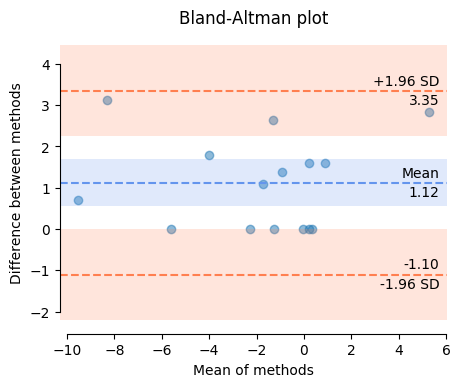 Bland-Altman plot
Difference between methods
4
3
2
1
0
−1
−2
+1.96 SD
3.35
Mean
1.12
-1.10
-1.96 SD
−10 −8 −6 −4 −2 0 2 4 6
Mean of methods